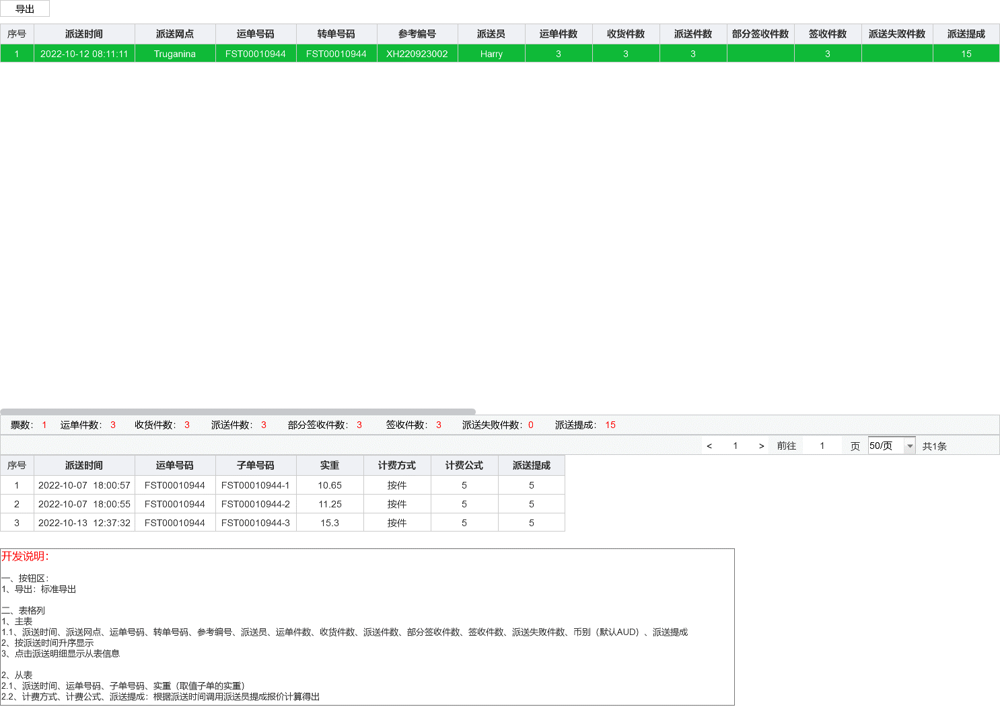 导出
序号 派送时间 派送网点 运单号码 转单号码 参考编号 派送员 运单件数 收货件数 派送件数 部分签收件数 签收件数 派送失败件数 派送提成
1 2022-10-12 08:11:11 Truganina FST00010944 FST00010944 XH220923002 Harry 3 3 3 3 15
票数： 1 运单件数： 3 收货件数： 3 派送件数： 3 部分签收件数： 3 签收件数： 3 派送失败件数：0 派送提成： 15
< 1 > 前往 1 页 50/页 共1条
序号 派送时间 运单号码 子单号码 实重 计费方式 计费公式 派送提成
1 2022-10-07 18:00:57 FST00010944 FST00010944-1 10.65 按件 5 5
2 2022-10-07 18:00:55 FST00010944 FST00010944-2 11.25 按件 5 5
3 2022-10-13 12:37:32 FST00010944 FST00010944-3 15.3 按件 5 5
开发说明：
一、按钮区：
1、导出：标准导出
二、表格列
1、主表
1.1、派送时间、派送网点、运单号码、转单号码、参考编号、派送员、运单件数、收货件数、派送件数、部分签收件数、签收件数、派送失败件数、币别（默认AUD）、派送提成
2、按派送时间升序显示
3、点击派送明细显示从表信息
2、从表
2.1、派送时间、运单号码、子单号码、实重（取值子单的实重）
2.2、计费方式、计费公式、派送提成：根据派送时间调用派送员提成报价计算得出